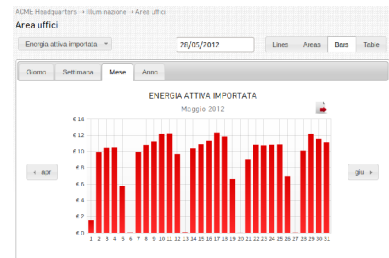 ACME Headquarters → Illuminazione → Area uffici
Area uffici
Energia attiva importata
28/05/2012
Lines Areas Bars Table
Giorno Settimana Mese Anno
ENERGIA ATTIVA IMPORTATA
Maggio 2012
€ 14
€ 12
€ 10
€ 8
€ 6
€ 4
€ 2
€ 0
« apr
giu »
1 2 3 4 5 6 7 8 9 10 11 12 13 14 15 16 17 18 19 20 21 22 23 24 25 26 27 28 29 30 31